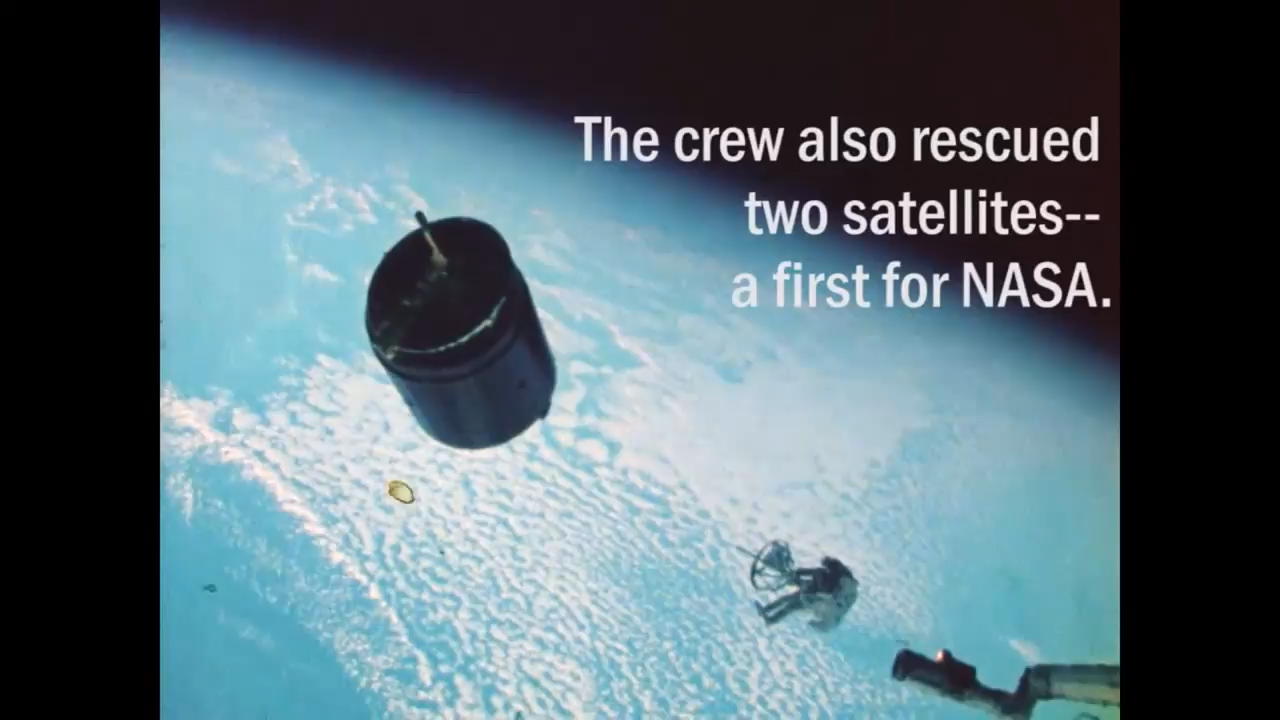 The crew also rescued
two satellites--
a first for NASA.